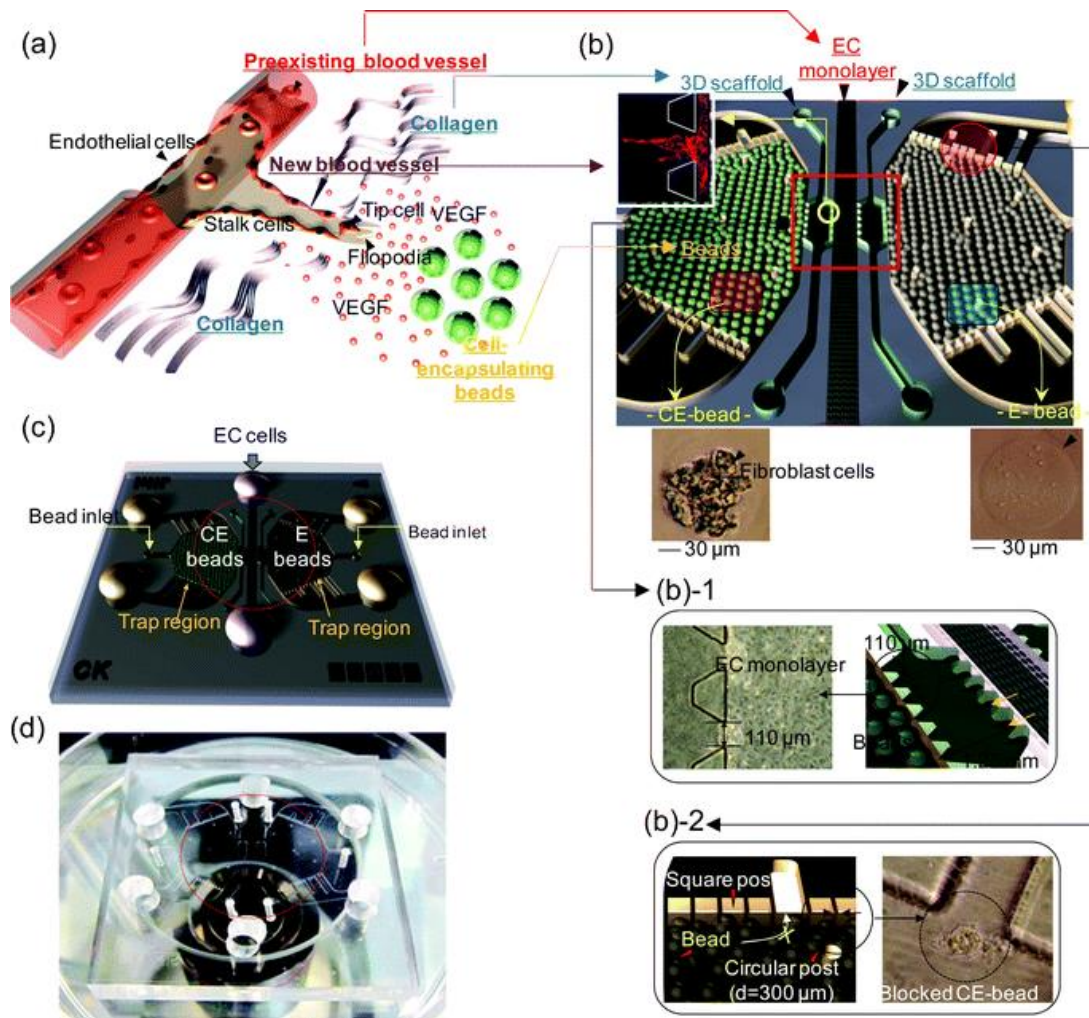 (a)
Preexisting blood vessel
Collagen
Endothelial cells
New blood vessel
Tip cell
VEGF
Stalk cells
Filopodia
VEGF
Collagen
Cell-
encapsulating
beads
(b)
EC
monolayer
3D scaffold
3D scaffold
Beads
- CE-bead -
- E- bead-
Fibroblast cells
30 µm
30 µm
(c)
EC cells
Bead inlet
Bead inlet
CE
beads
E
beads
Trap region
Trap region
CK
(d)
(b)-1
EC monolayer
110 µm
110 µm
(b)-2
Square pos
Bead
Circular post
(d=300 µm)
Blocked CE-bead